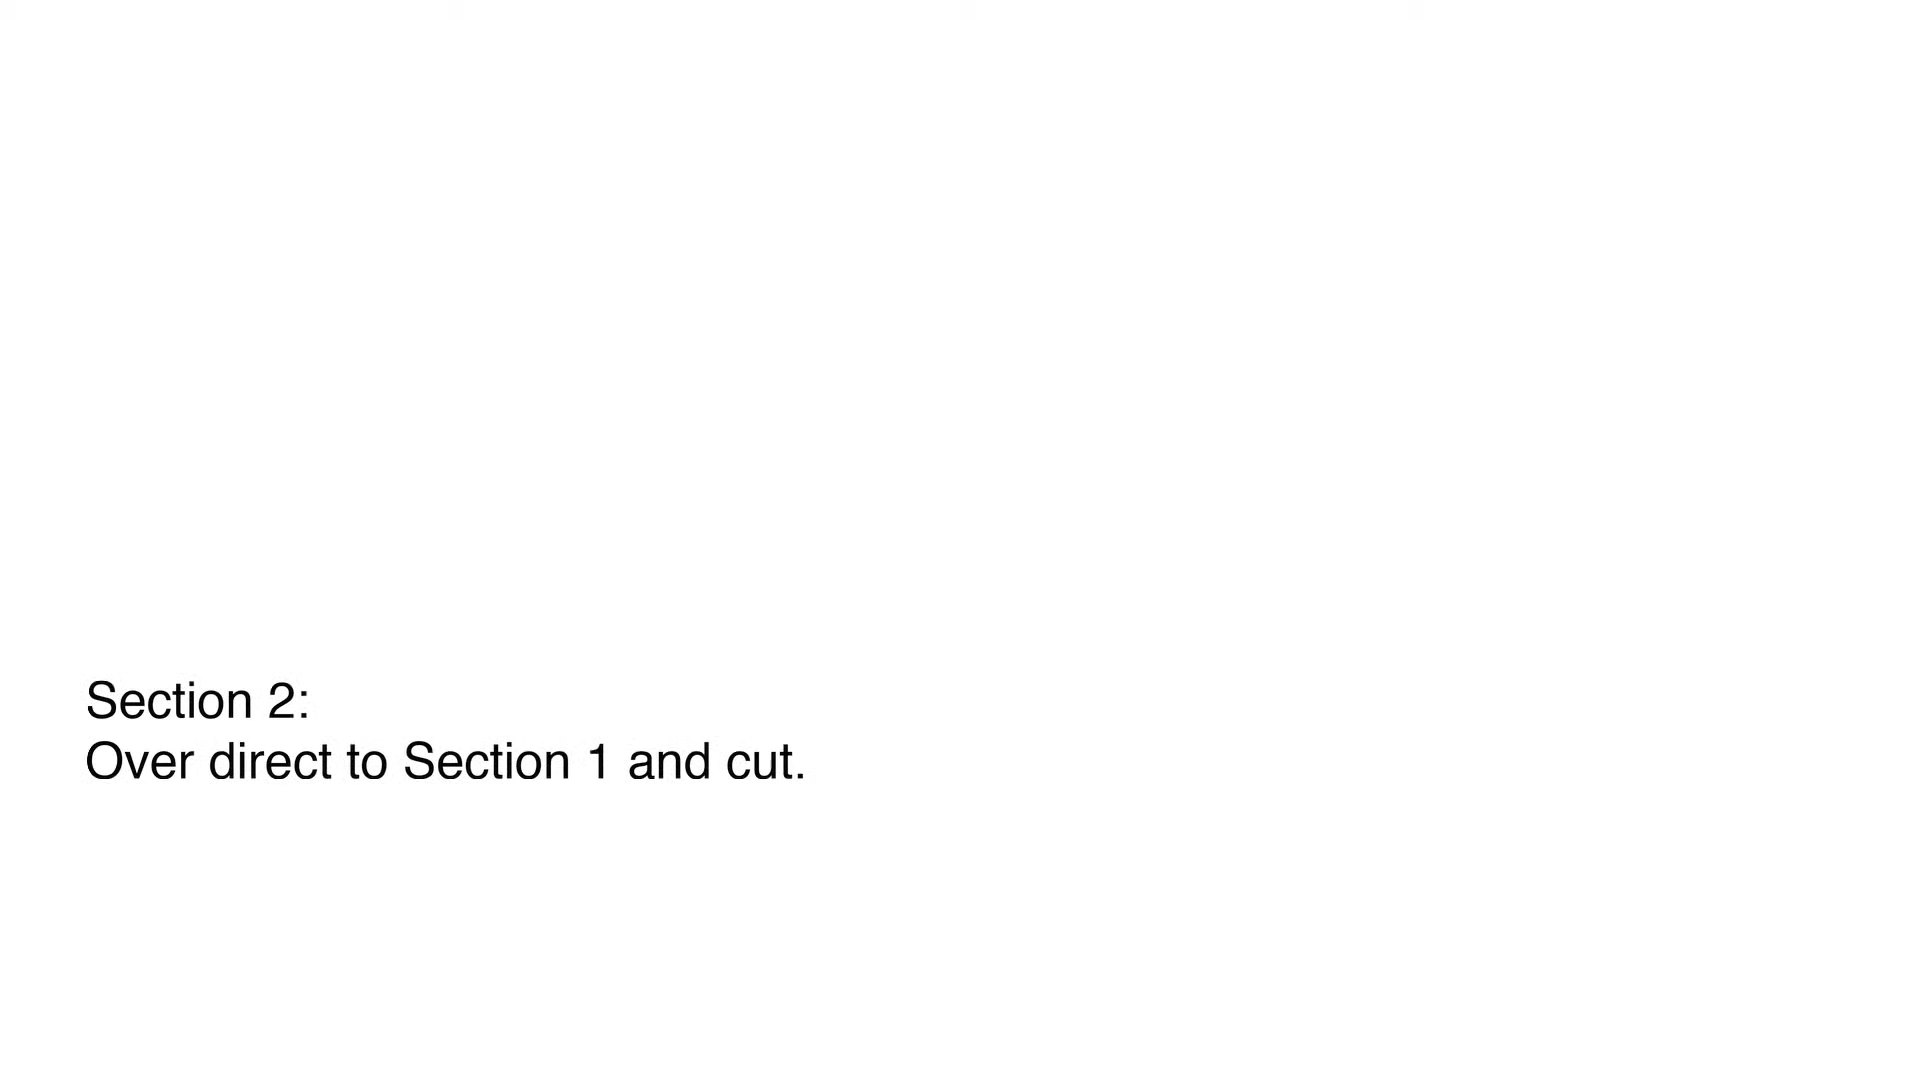 Section 2:
Over direct to Section 1 and cut.